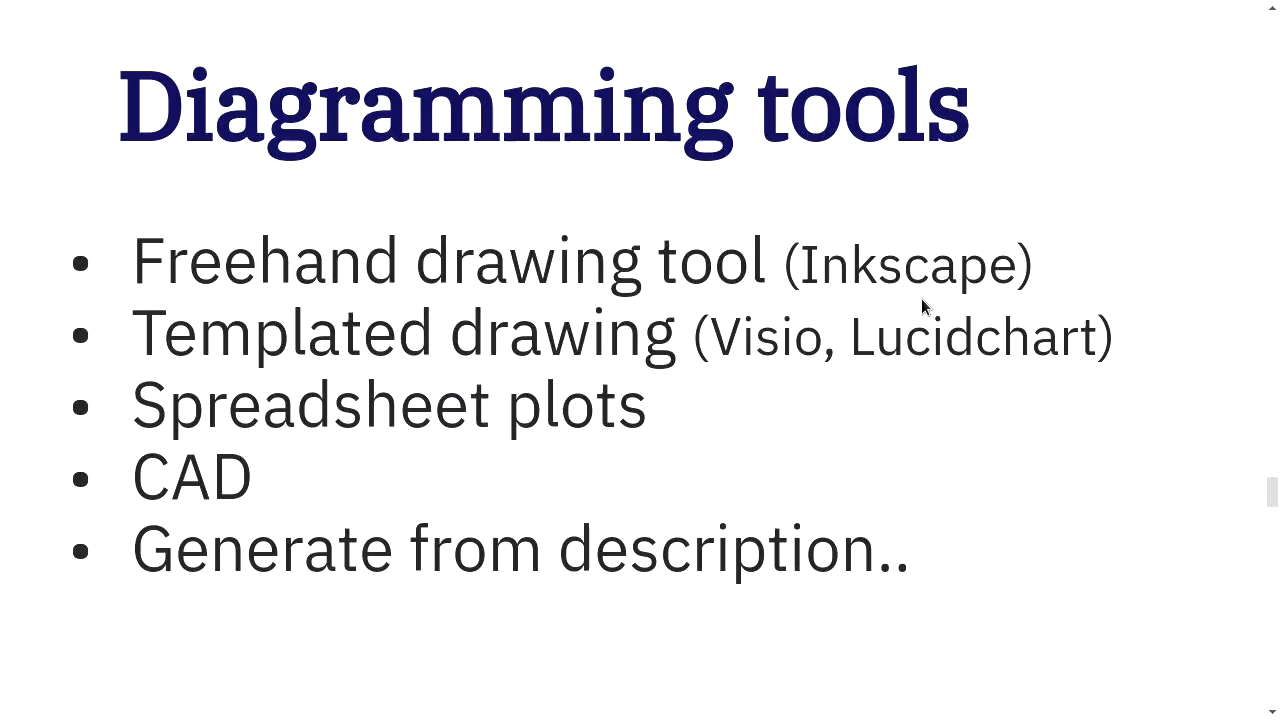 Diagramming tools
• Freehand drawing tool (Inkscape)
• Templated drawing (Visio, Lucidchart)
• Spreadsheet plots
• CAD
• Generate from description..